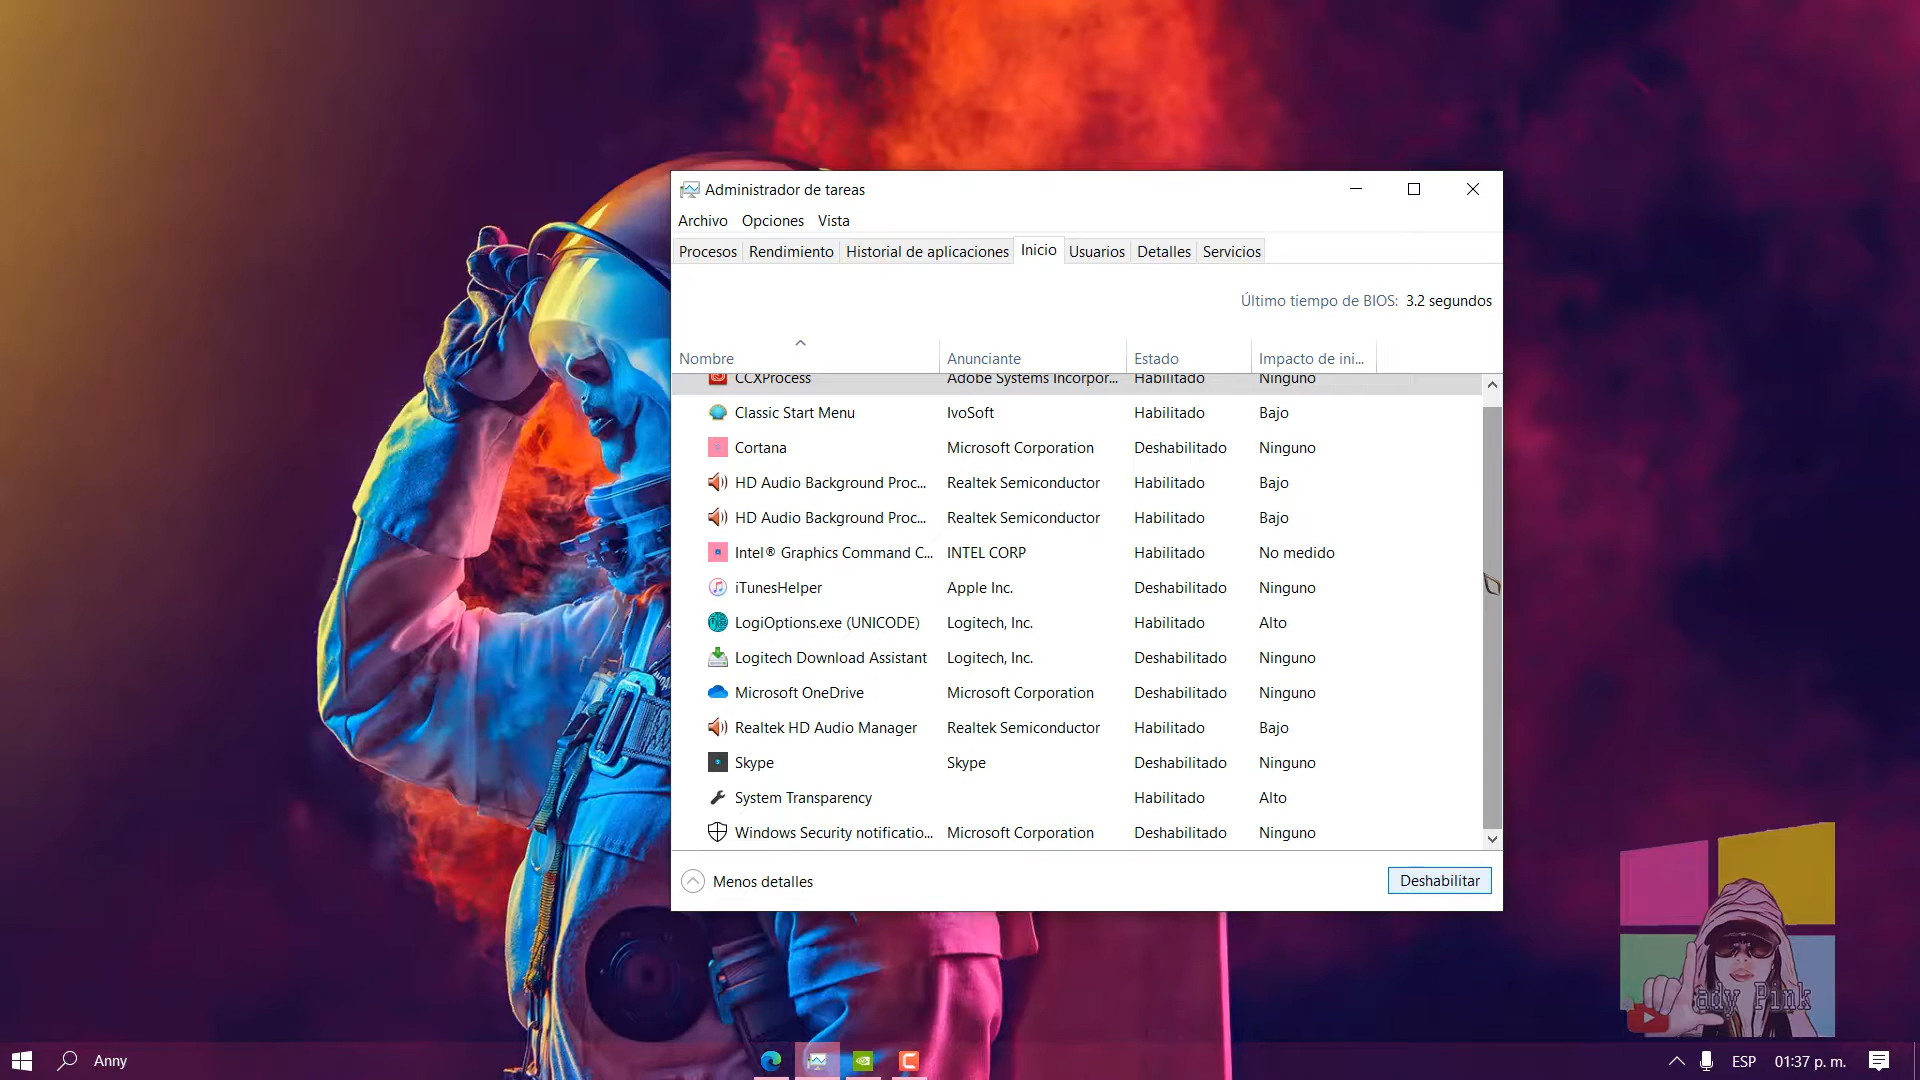 Administrador de tareas
Archivo Opciones Vista
Procesos Rendimiento Historial de aplicaciones Inicio Usuarios Detalles Servicios
Último tiempo de BIOS: 3.2 segundos
Nombre Anunciante Estado Impacto de ini...
CCXProcess Adobe Systems Incorpor... Habilitado Ninguno
Classic Start Menu IvoSoft Habilitado Bajo
Cortana Microsoft Corporation Deshabilitado Ninguno
HD Audio Background Proc... Realtek Semiconductor Habilitado Bajo
HD Audio Background Proc... Realtek Semiconductor Habilitado Bajo
Intel® Graphics Command C... INTEL CORP Habilitado No medido
iTunesHelper Apple Inc. Deshabilitado Ninguno
LogiOptions.exe (UNICODE) Logitech, Inc. Habilitado Alto
Logitech Download Assistant Logitech, Inc. Deshabilitado Ninguno
Microsoft OneDrive Microsoft Corporation Deshabilitado Ninguno
Realtek HD Audio Manager Realtek Semiconductor Habilitado Bajo
Skype Skype Deshabilitado Ninguno
System Transparency Habilitado Alto
Windows Security notificatio... Microsoft Corporation Deshabilitado Ninguno
Menos detalles Deshabilitar
ady Pink
Anny ESP 01:37 p. m.